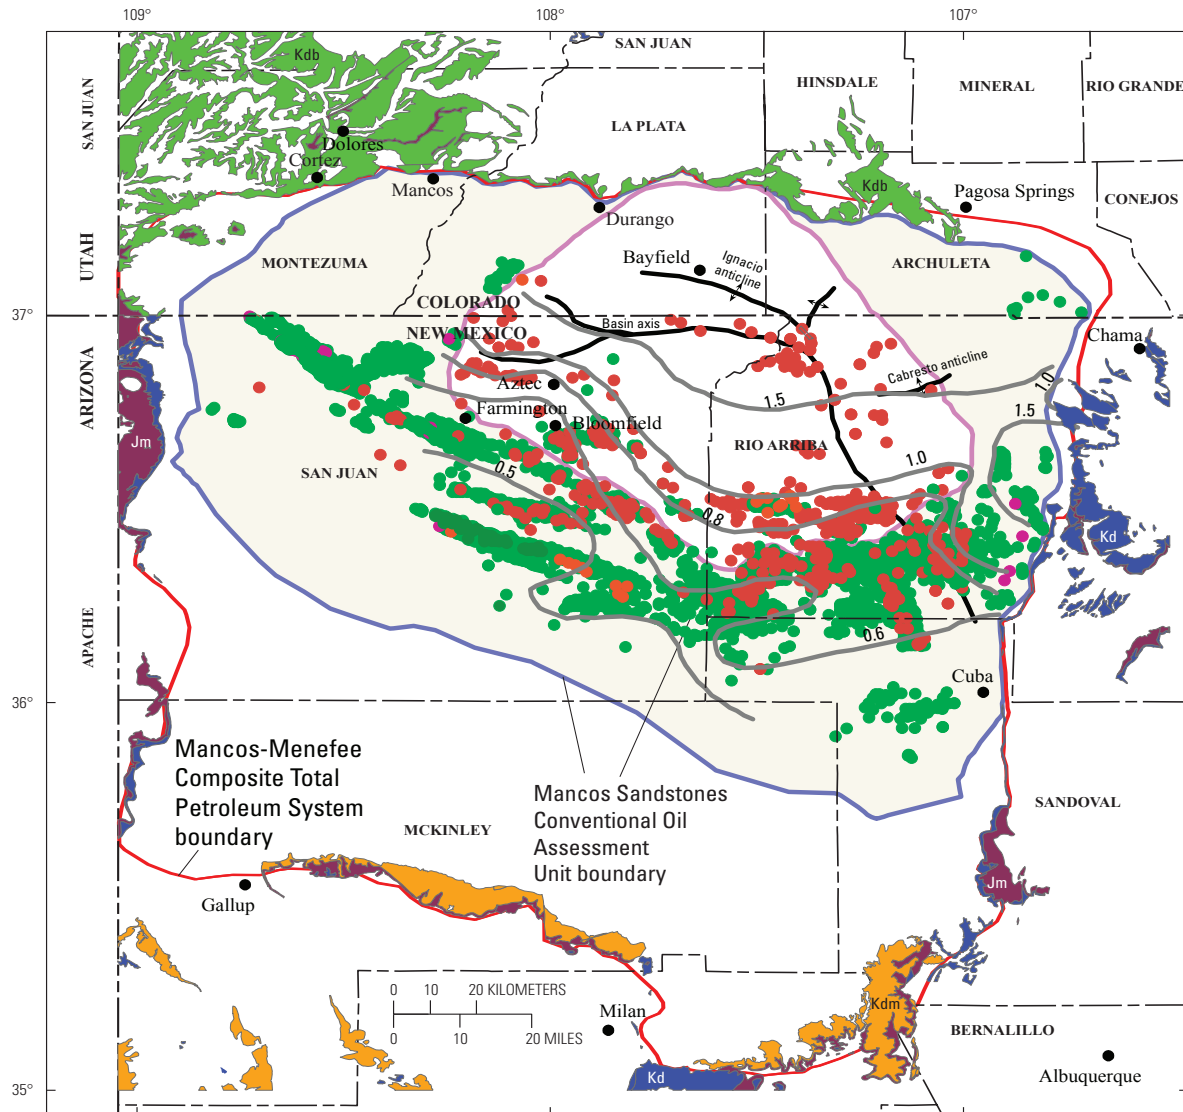 109°
108°
107°
SAN JUAN
SAN JUAN
HINSDALE
MINERAL
RIO GRANDE
Kdb
LA PLATA
Dolores
Cortez
Mancos
Kdb
Pagosa Springs
CONEJOS
Durango
UTAH
MONTEZUMA
Bayfield
Ignacio
anticline
ARCHULETA
COLORADO
37°
NEW MEXICO
Basin axis
Chama
ARIZONA
Aztec
Cabresto anticline
1.0
1.5
1.5
Farmington
Bloomfield
Jm
RIO ARRIBA
SAN JUAN
0.5
1.0
0.8
Kd
APACHE
0.6
Cuba
36°
Mancos-Menefee
Composite Total
Petroleum System
boundary
Mancos Sandstones
Conventional Oil
Assessment
Unit boundary
SANDOVAL
MCKINLEY
Jm
Gallup
0 10 20 KILOMETERS
0 20 MILES
Milan
Kdm
BERNALILLO
Kd
Albuquerque
35°